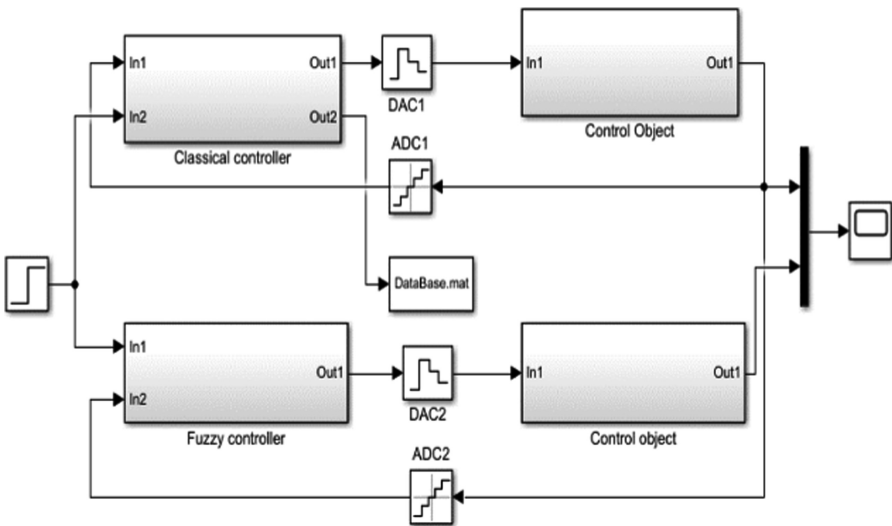 In1
Out1
In2
Out2
Classical controller
DAC1
In1
Out1
Control Object
ADC1
DataBase.mat
In1
Out1
In2
Fuzzy controller
DAC2
In1
Out1
Control object
ADC2